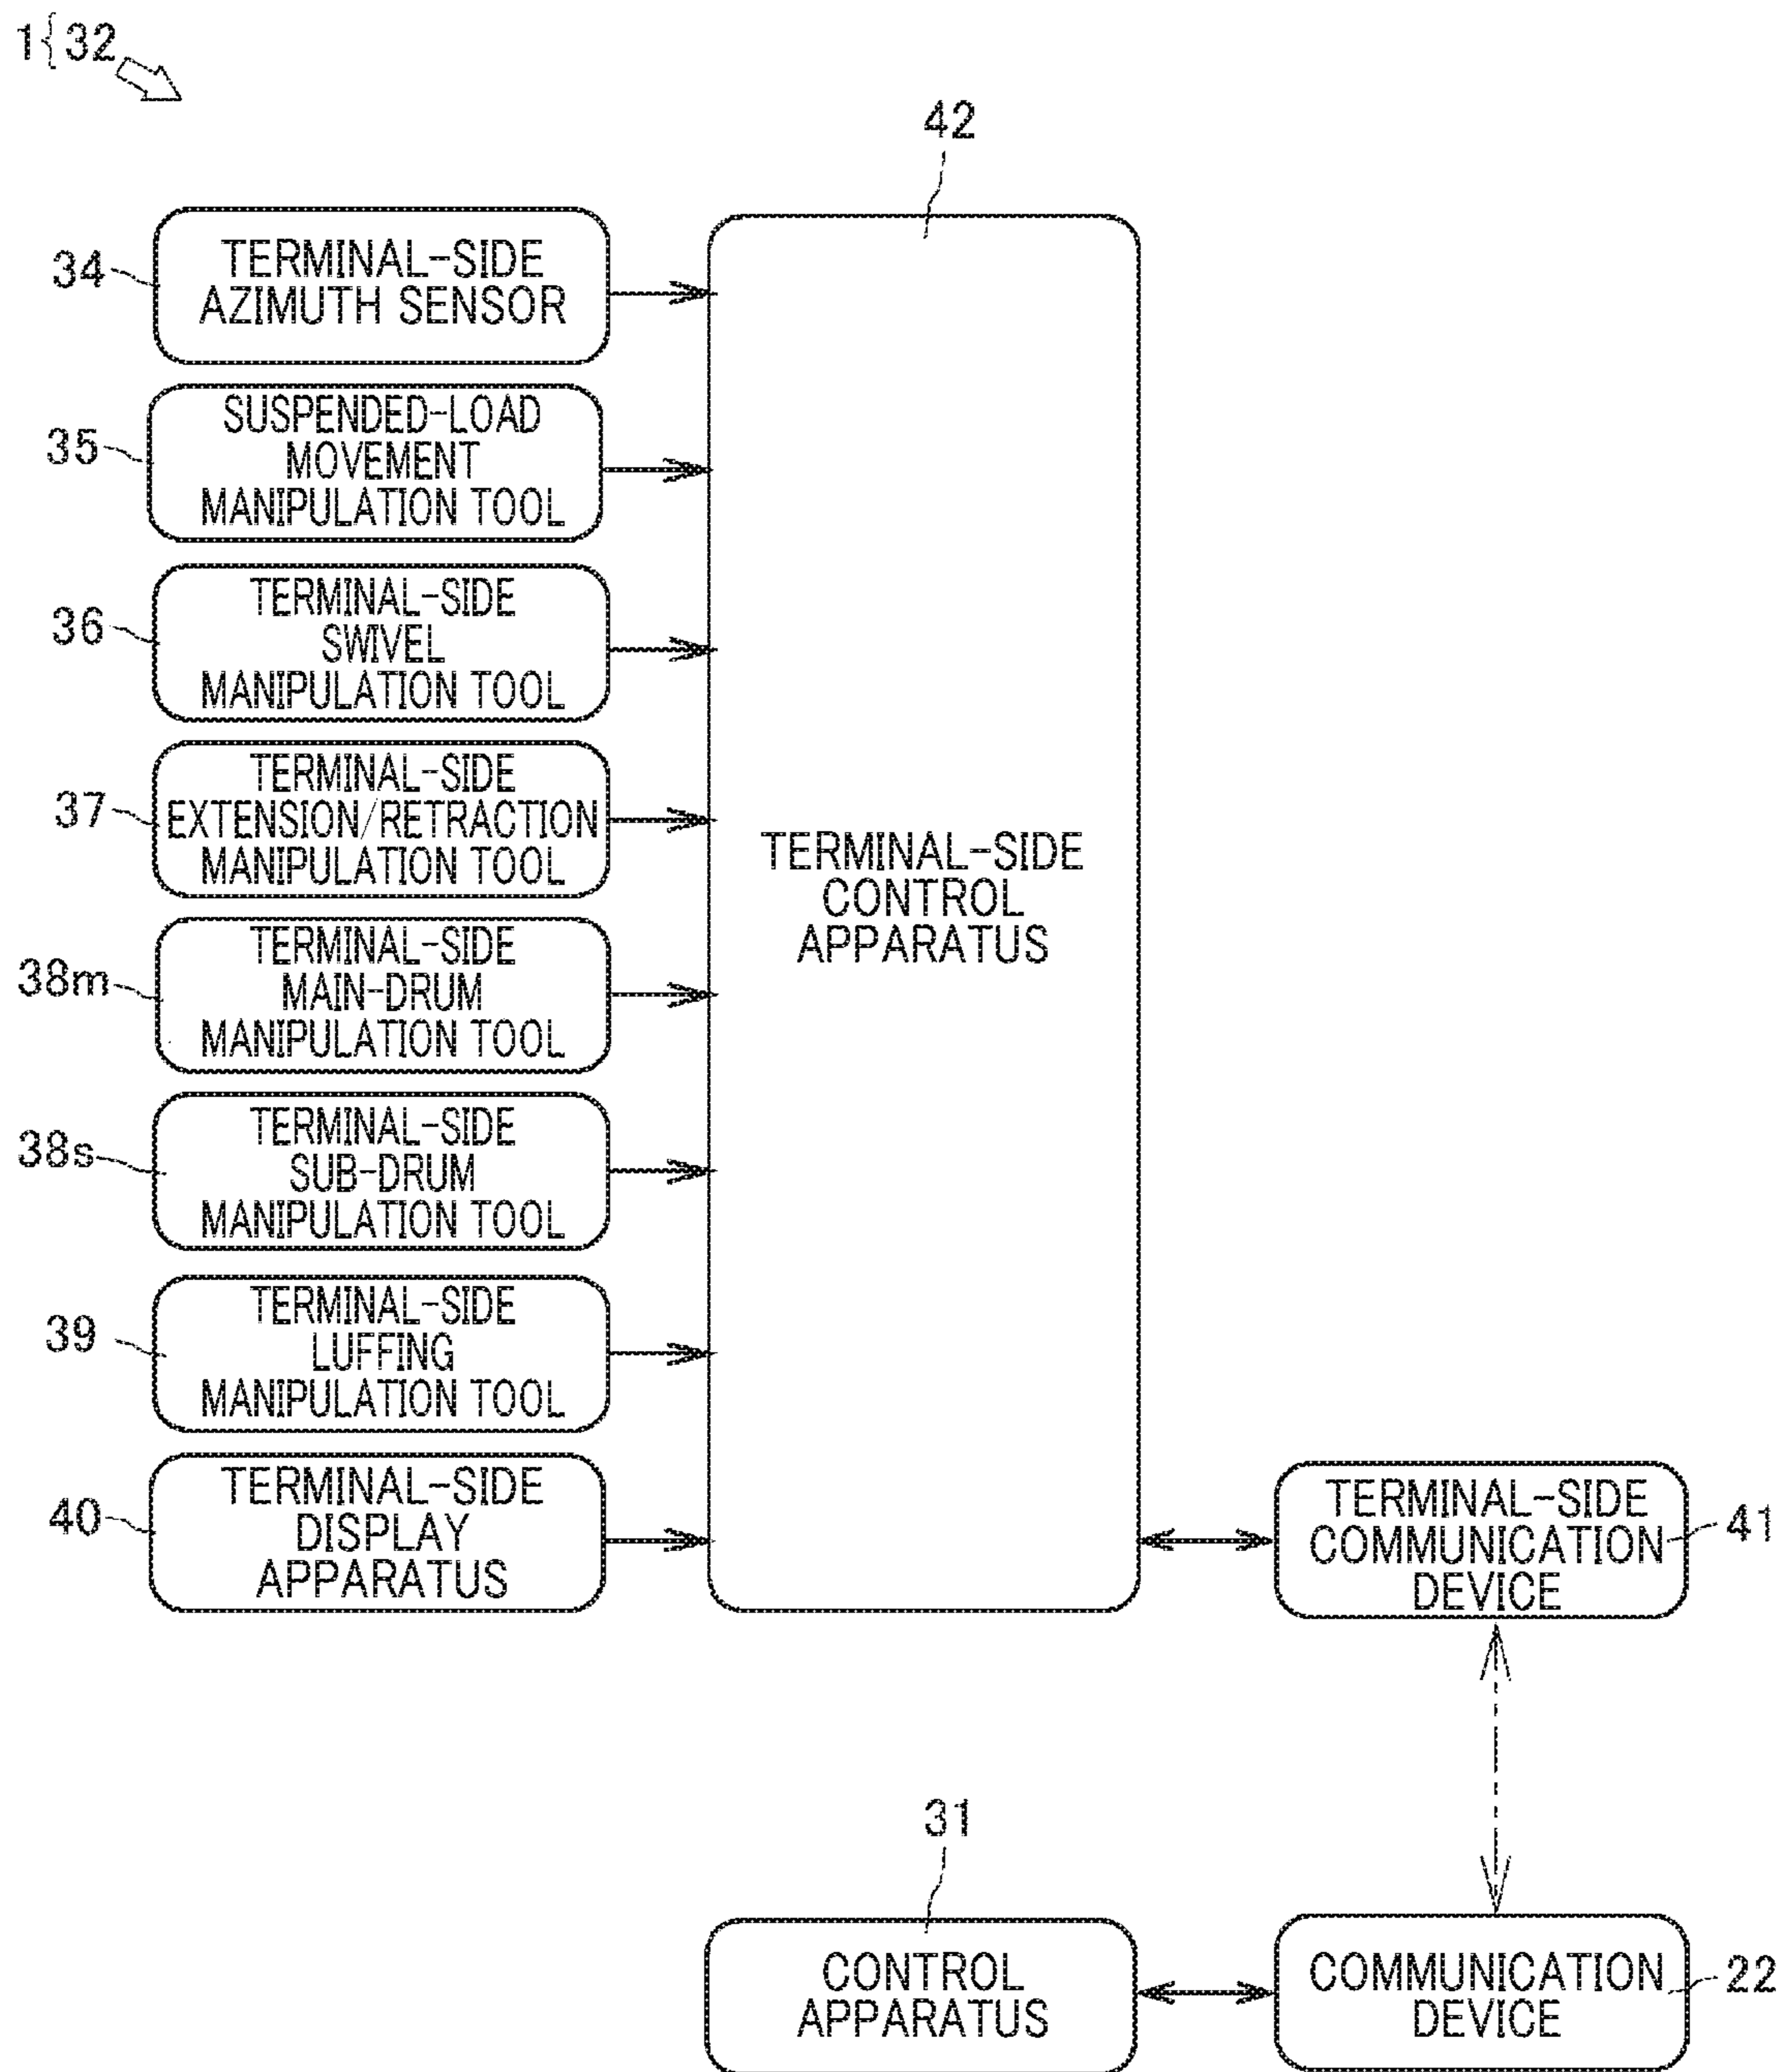 1{32
42
34
TERMINAL-SIDE
AZIMUTH SENSOR
35
SUSPENDED-LOAD
MOVEMENT
MANIPULATION TOOL
36
TERMINAL-SIDE
SWIVEL
MANIPULATION TOOL
37
TERMINAL-SIDE
EXTENSION/RETRACTION
MANIPULATION TOOL
TERMINAL-SIDE
CONTROL
APPARATUS
38m
TERMINAL-SIDE
MAIN-DRUM
MANIPULATION TOOL
38s
TERMINAL-SIDE
SUB-DRUM
MANIPULATION TOOL
39
TERMINAL-SIDE
LUFFING
MANIPULATION TOOL
40
TERMINAL-SIDE
DISPLAY
APPARATUS
TERMINAL-SIDE
COMMUNICATION
DEVICE
41
31
CONTROL
APPARATUS
COMMUNICATION
DEVICE
22